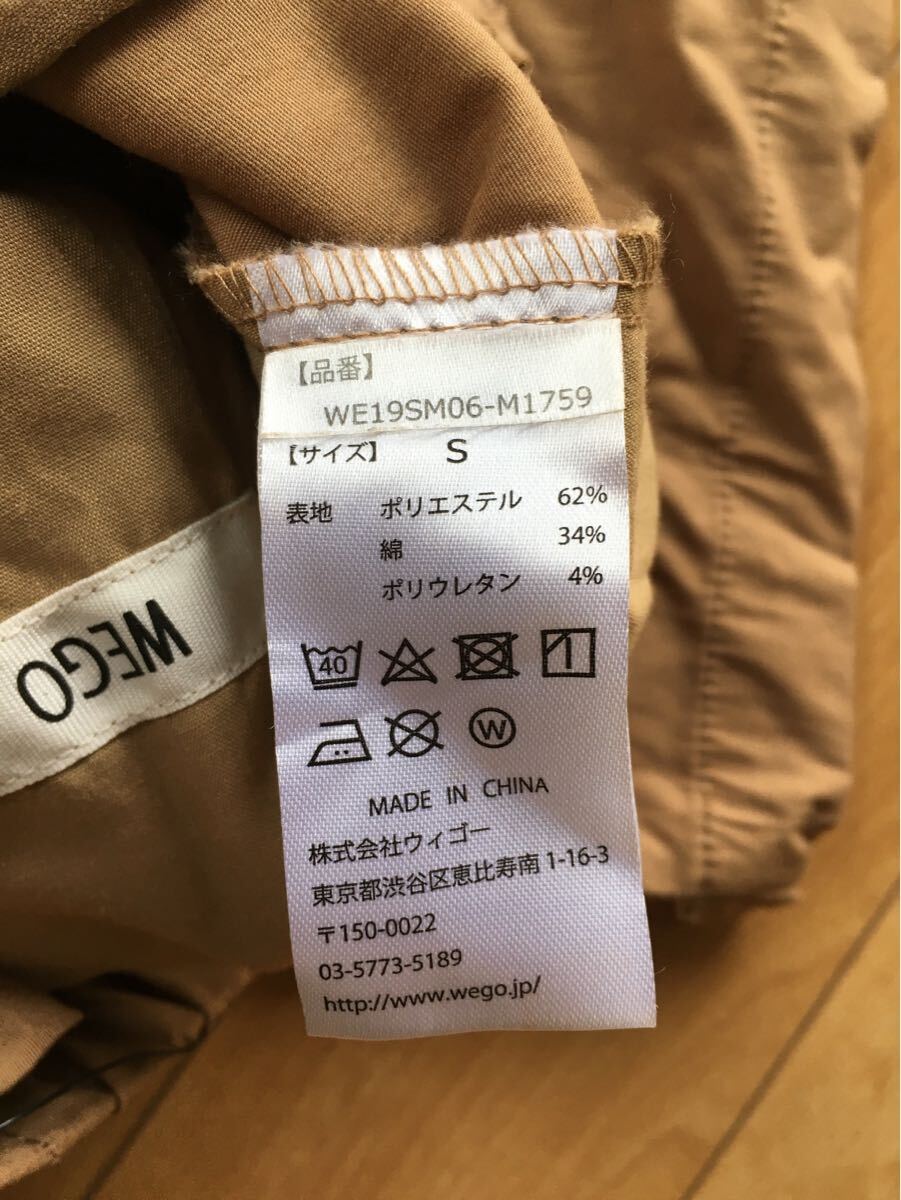 【品番】
WE19SM06-M1759
【サイズ】 S
表地 ポリエステル 62%
綿 34%
ポリウレタン 4%
40
W
MADE IN CHINA
株式会社ウィゴー
東京都渋谷区恵比寿南1-16-3
〒150-0022
03-5773-5189
http://www.wego.jp/
WEGO